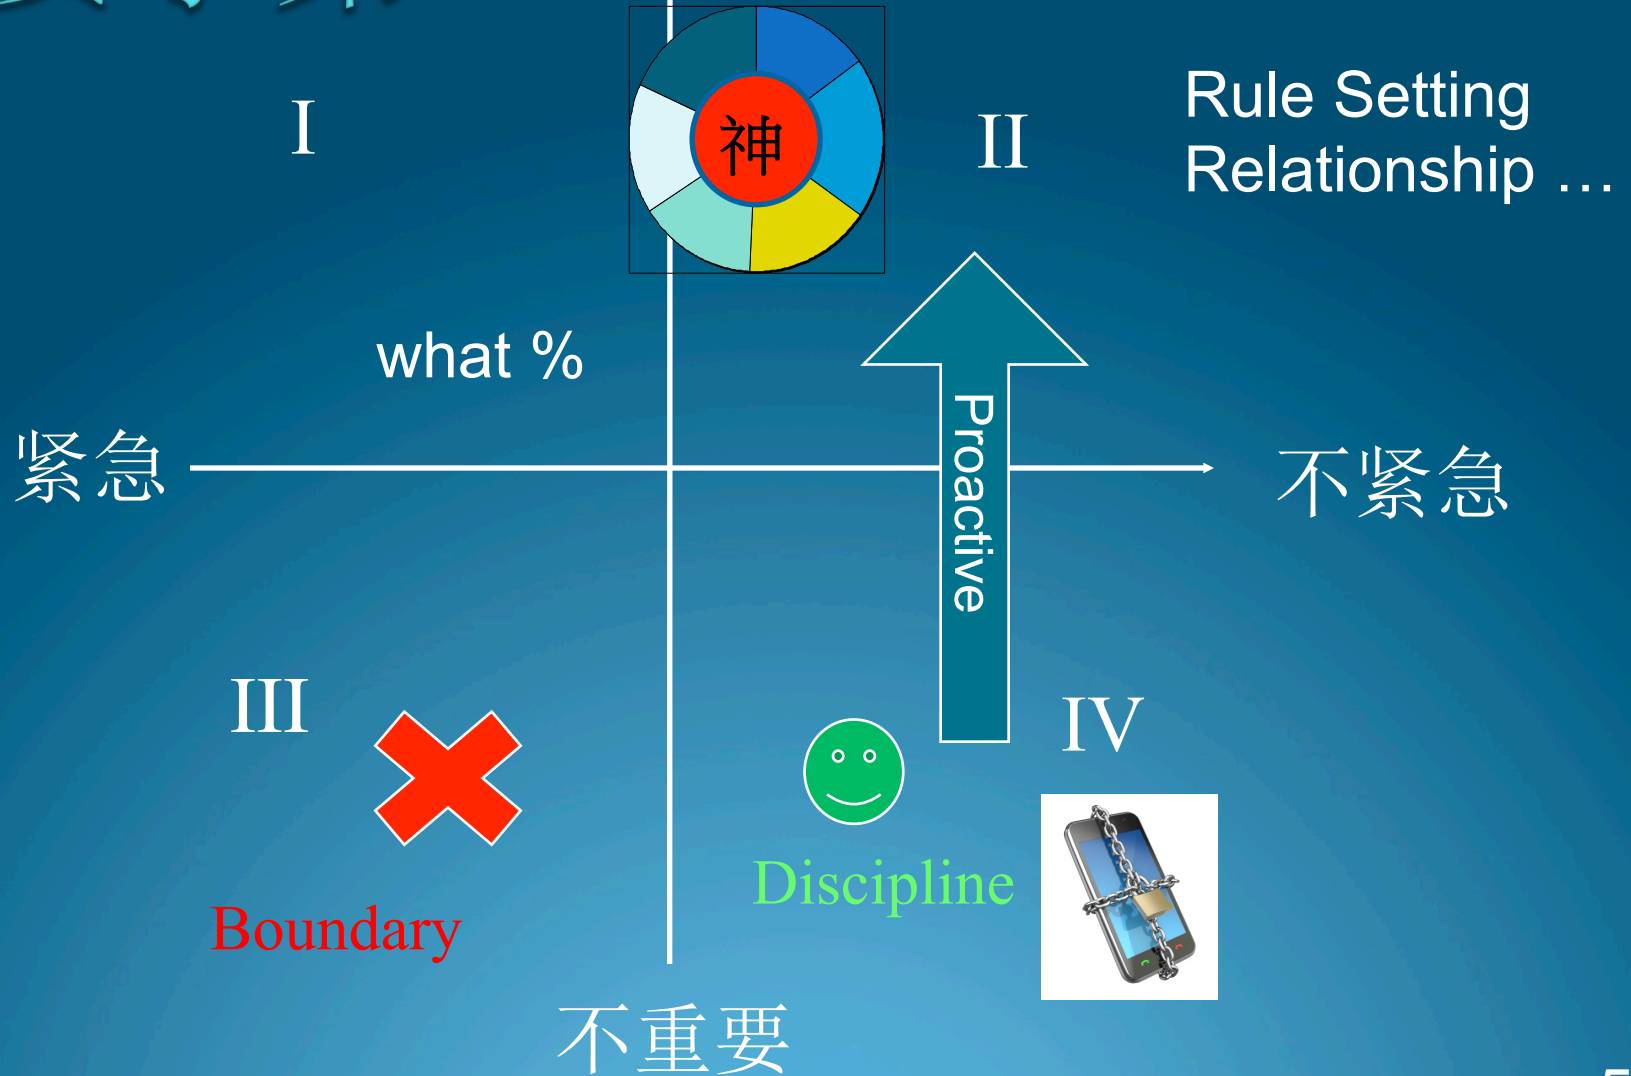 I
神
II
Rule Setting
Relationship …
what %
Proactive
紧急
不紧急
III
IV
Boundary
Discipline
不重要